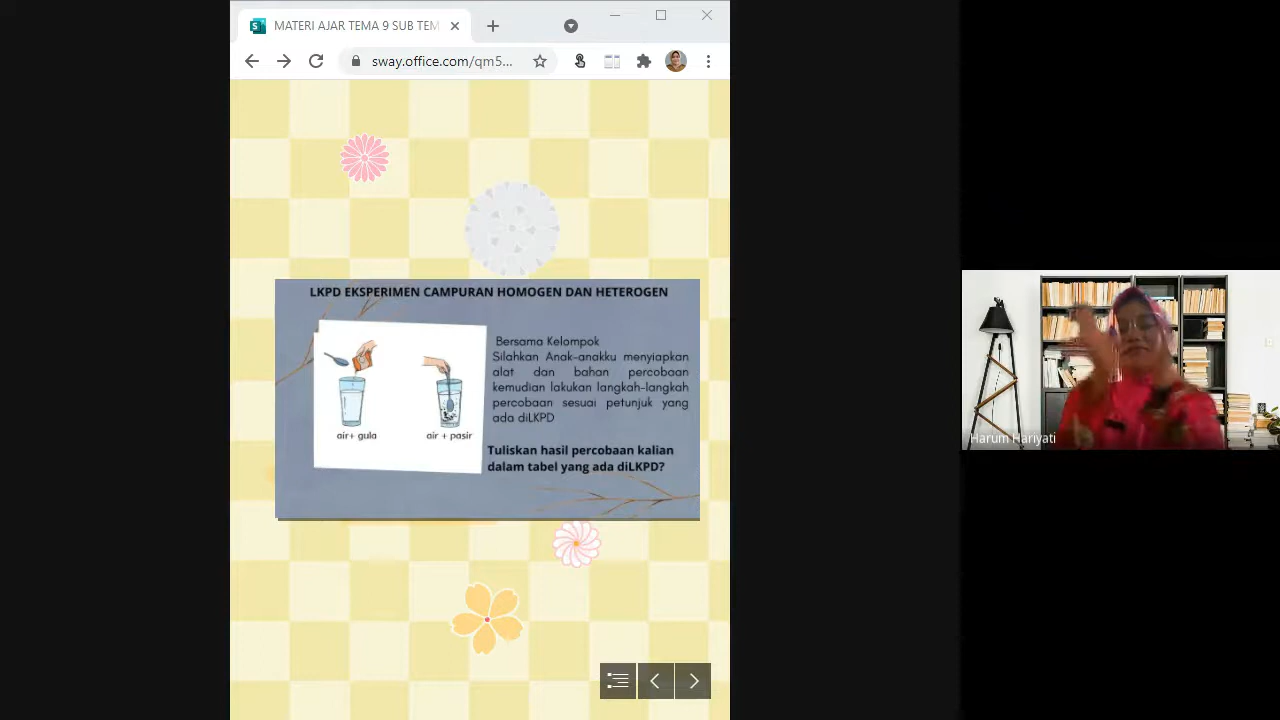 MATERI AJAR TEMA 9 SUB TEM
sway.office.com/qm5...
LKPD EKSPERIMEN CAMPURAN HOMOGEN DAN HETEROGEN
Bersama Kelompok
Silahkan Anak-anakku menyiapkan
alat dan bahan percobaan
kemudian lakukan langkah-langkah
percobaan sesuai petunjuk yang
ada diLKPD
air+ gula
air + pasir
Tuliskan hasil percobaan kalian
dalam tabel yang ada diLKPD?
Harum Hariyati